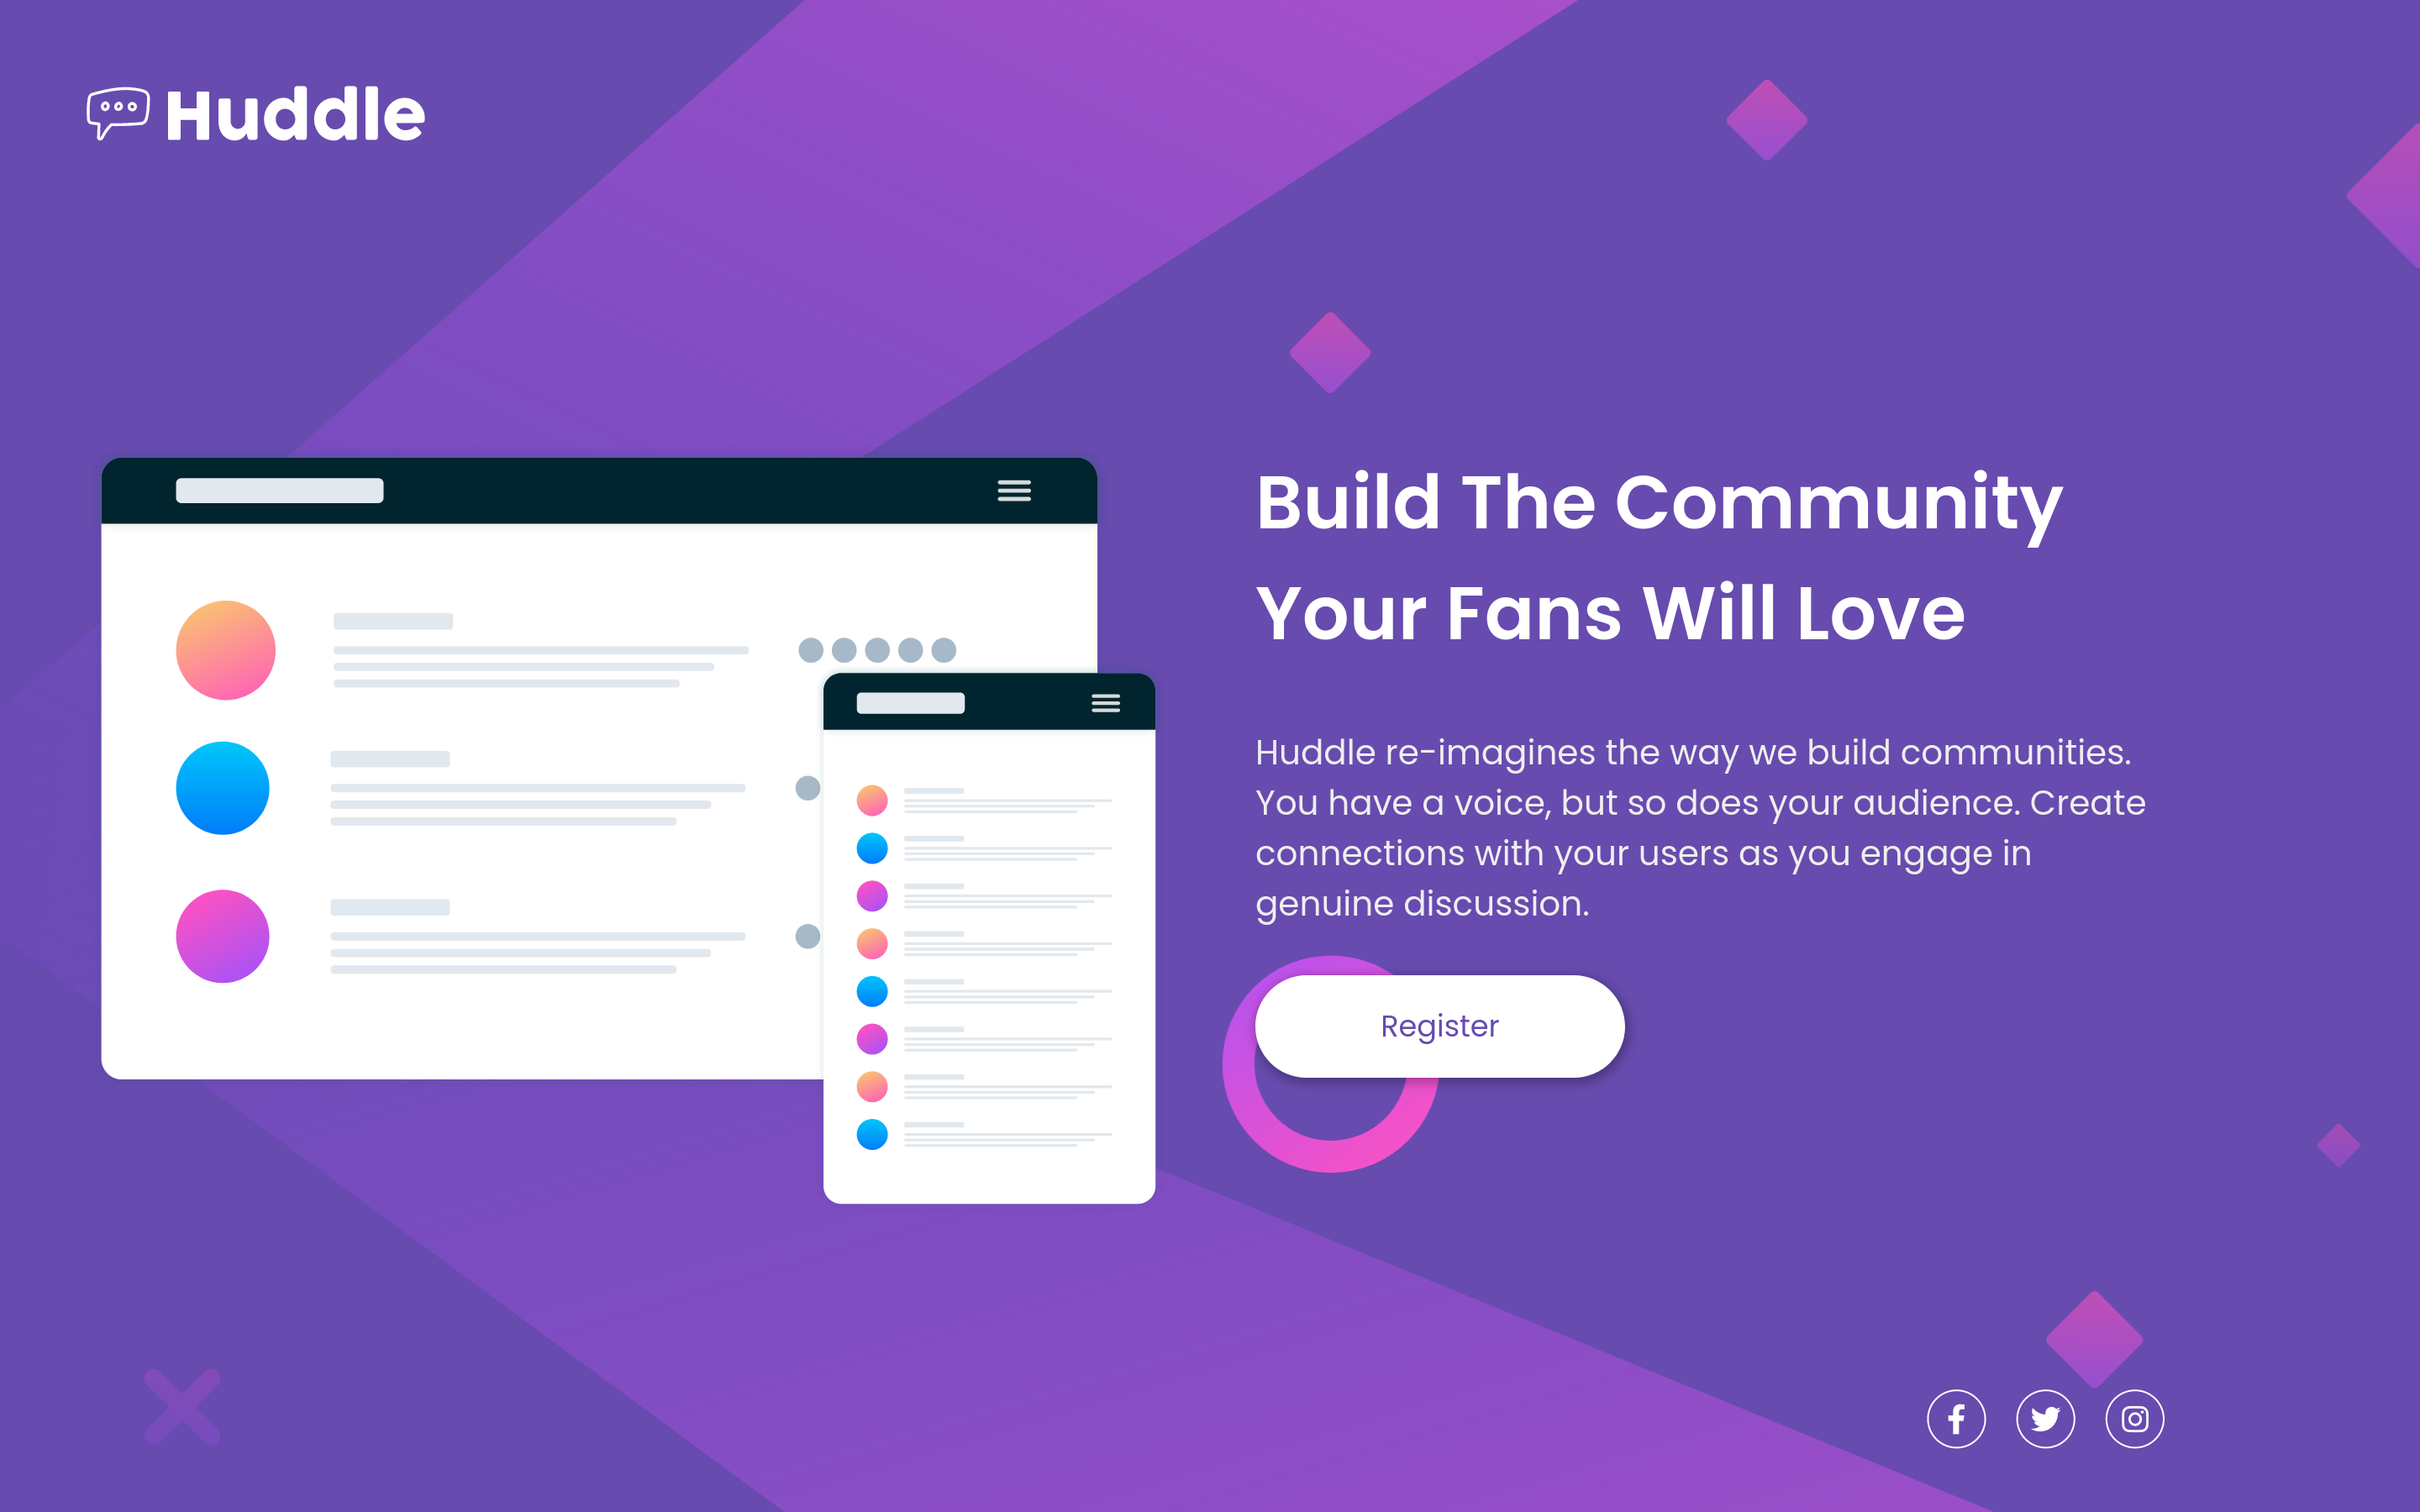 Huddle
Build The Community
Your Fans Will Love
Huddle re-imagines the way we build communities.
You have a voice, but so does your audience. Create
connections with your users as you engage in
genuine discussion.
Register